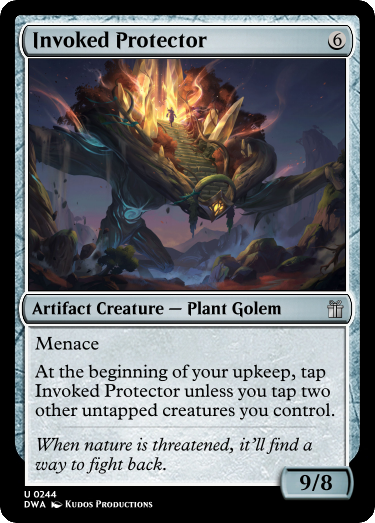 Invoked Protector 6
Artifact Creature — Plant Golem
Menace
At the beginning of your upkeep, tap
Invoked Protector unless you tap two
other untapped creatures you control.
When nature is threatened, it'll find a
way to fight back.
9/8
U 0244
DWA Kudos Productions